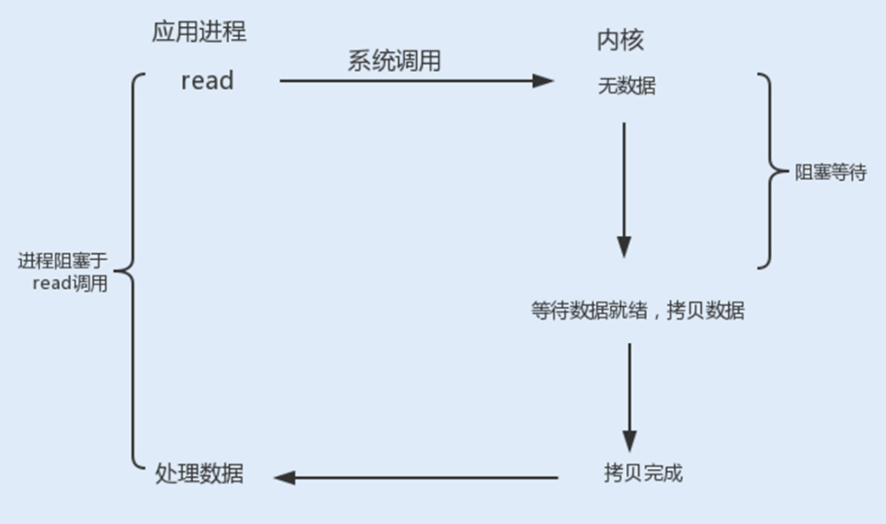 应用进程
内核
系统调用
read
无数据
阻塞等待
进程阻塞于
read调用
等待数据就绪，拷贝数据
处理数据
拷贝完成